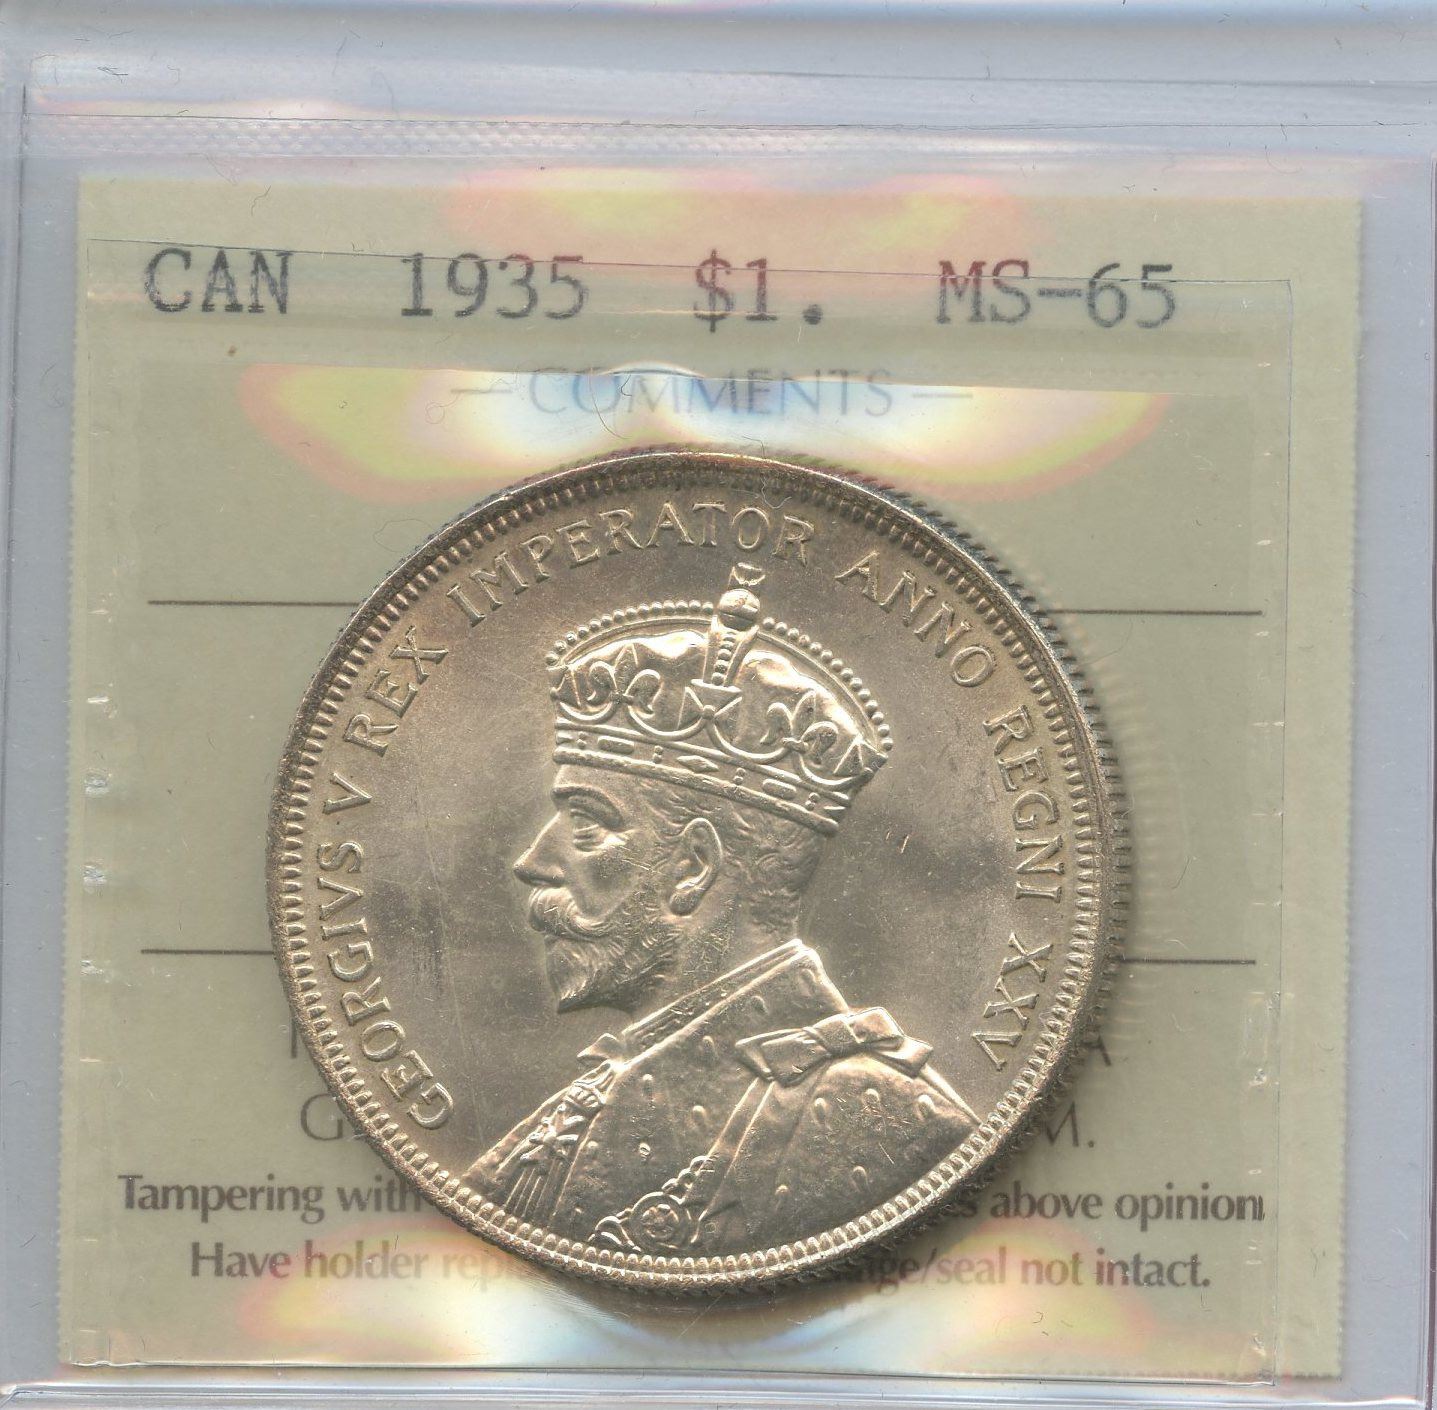 CAN 1935 $1. MS-65
— COMMENTS —
GEORGIVS V REX IMPERATOR ANNO REGNI XXV
Tampering with above opinion
Have holder /seal not intact.